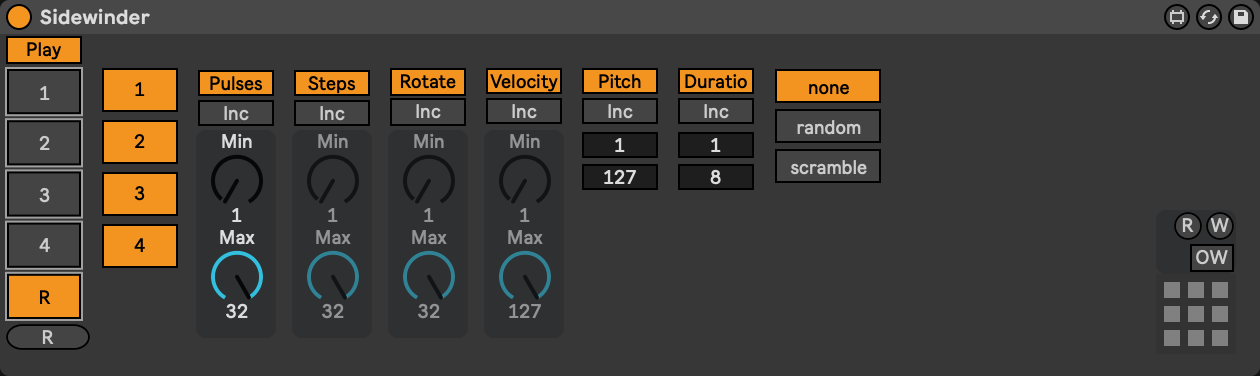 Sidewinder
Play
1
2
3
4
R
R
1
2
3
4
Pulses
Inc
Min
1
Max
32
Steps
Inc
Min
1
Max
32
Rotate
Inc
Min
1
Max
32
Velocity
Inc
Min
1
Max
127
Pitch
Inc
1
127
Duratio
Inc
1
8
none
random
scramble
R W
OW